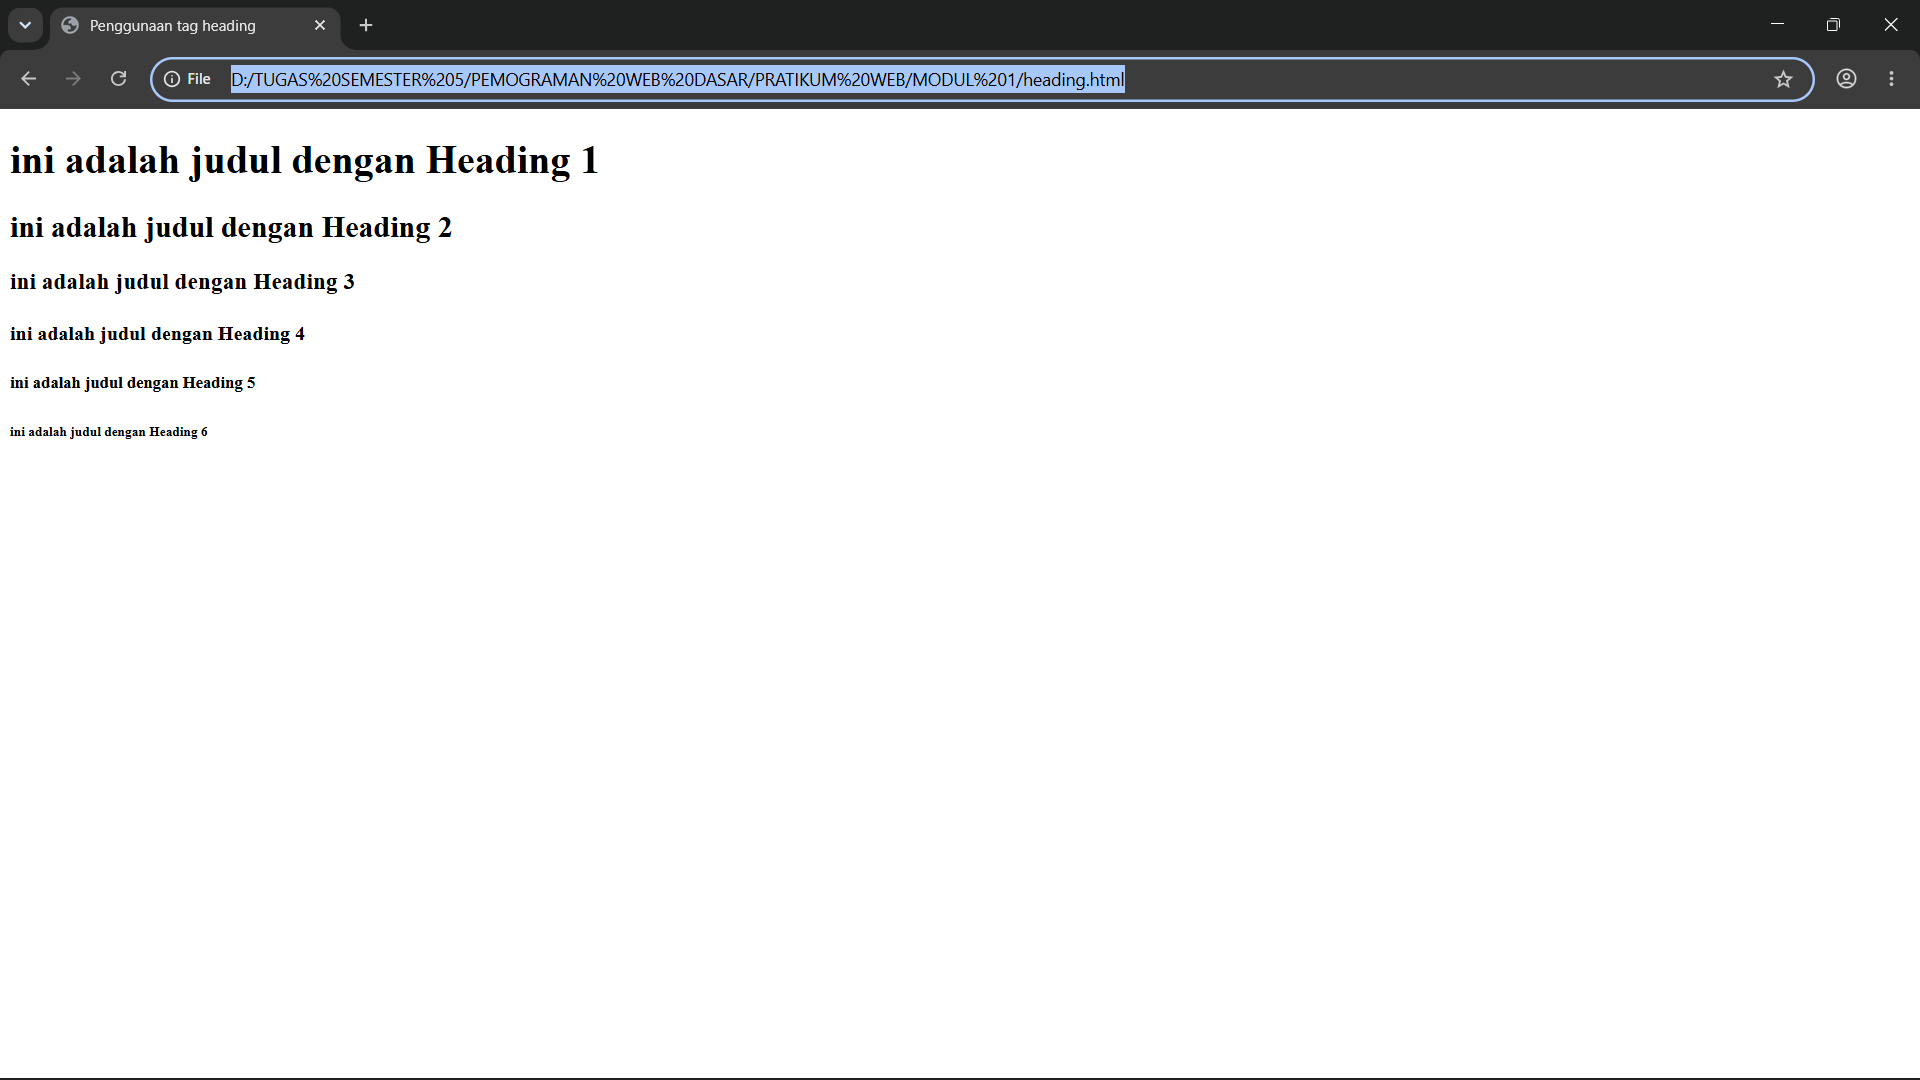 Penggunaan tag heading
File D:/TUGAS%20SEMESTER%205/PEMOGRAMAN%20WEB%20DASAR/PRATIKUM%20WEB/MODUL%201/heading.html
ini adalah judul dengan Heading 1
ini adalah judul dengan Heading 2
ini adalah judul dengan Heading 3
ini adalah judul dengan Heading 4
ini adalah judul dengan Heading 5
ini adalah judul dengan Heading 6